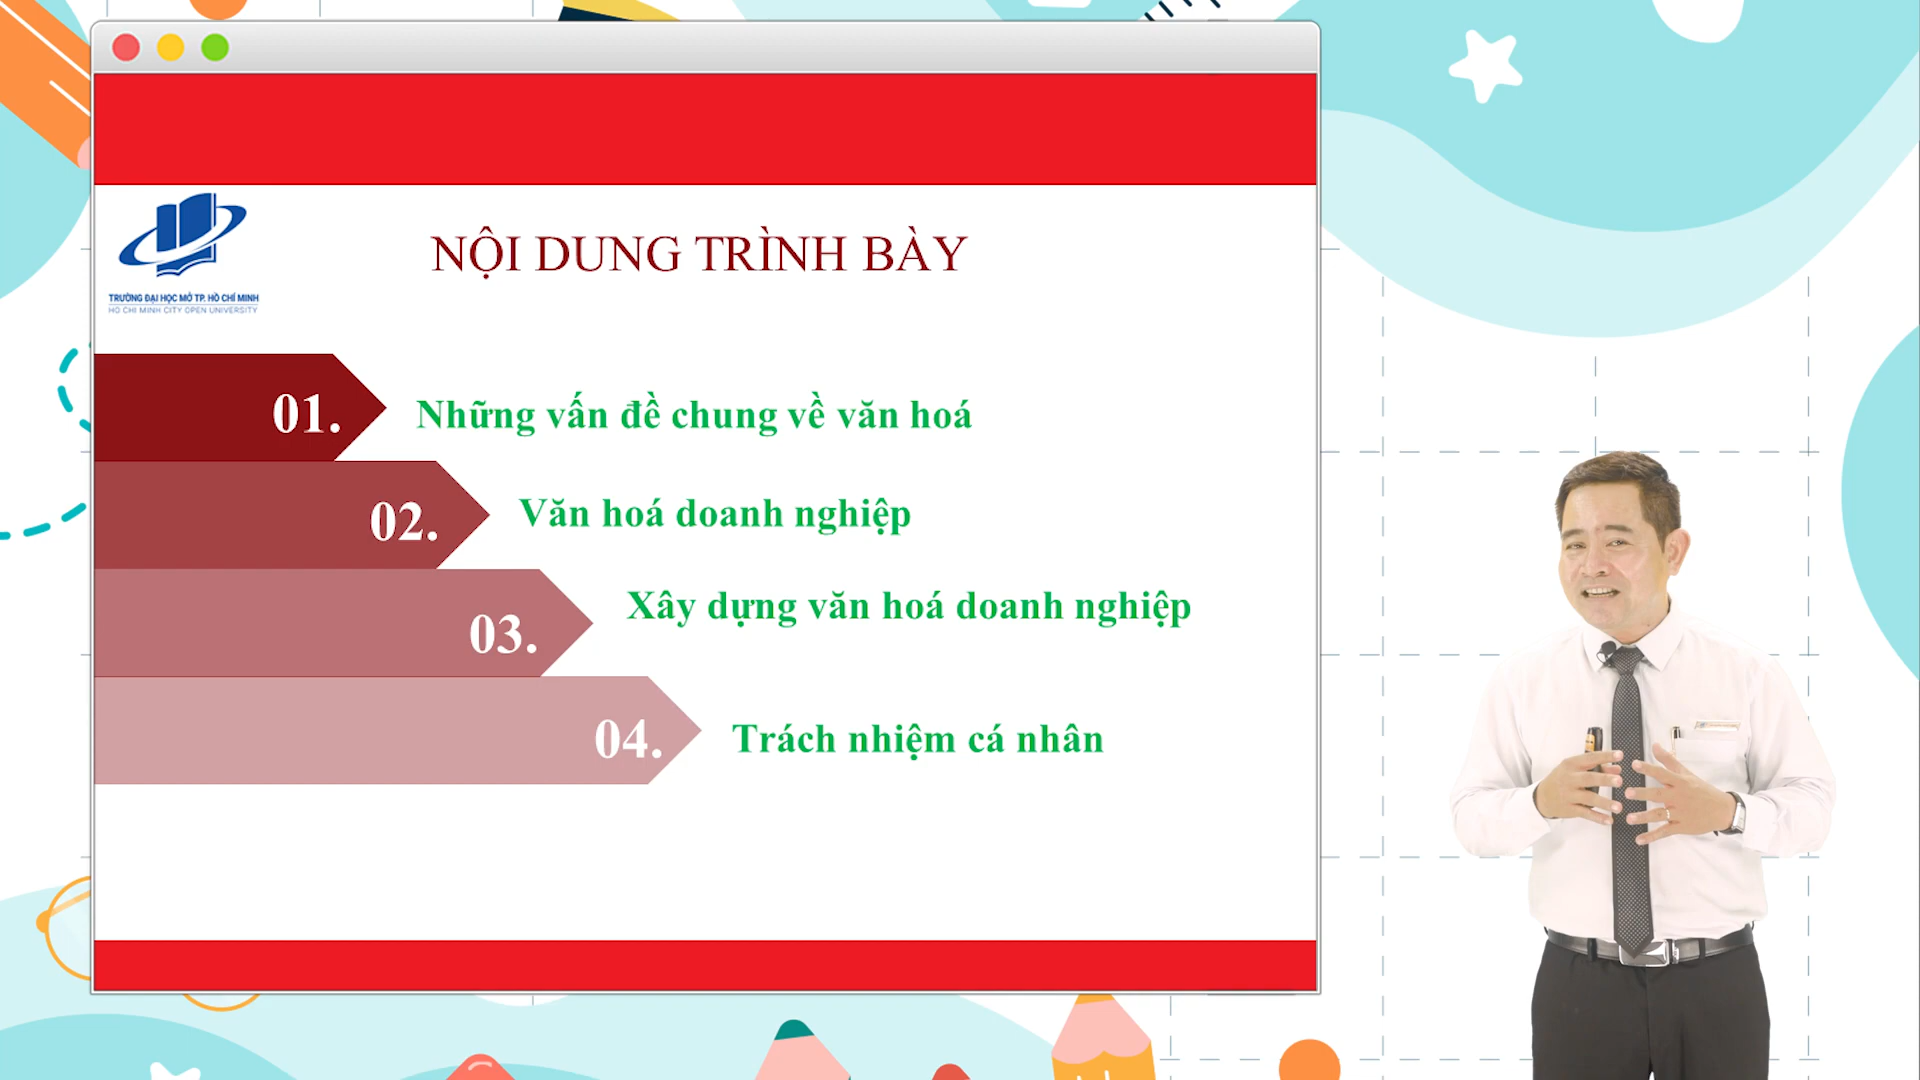 TRƯỜNG ĐẠI HỌC MỞ TP. HỒ CHÍ MINH
HO CHI MINH CITY OPEN UNIVERSITY
NỘI DUNG TRÌNH BÀY
01. Những vấn đề chung về văn hoá
02. Văn hoá doanh nghiệp
03. Xây dựng văn hoá doanh nghiệp
04. Trách nhiệm cá nhân